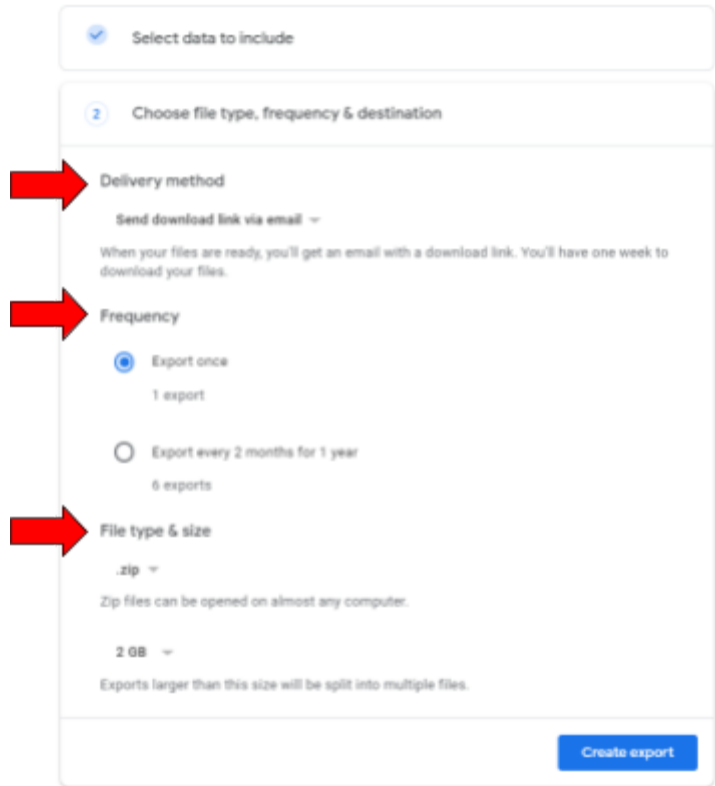 Select data to include
2 Choose file type, frequency & destination
Delivery method
Send download link via email
When your files are ready, you'll get an email with a download link. You'll have one week to
download your files.
Frequency
Export once
1 export
Export every 2 months for 1 year
6 exports
File type & size
.zip
Zip files can be opened on almost any computer.
2 GB
Exports larger than this size will be split into multiple files.
Create export